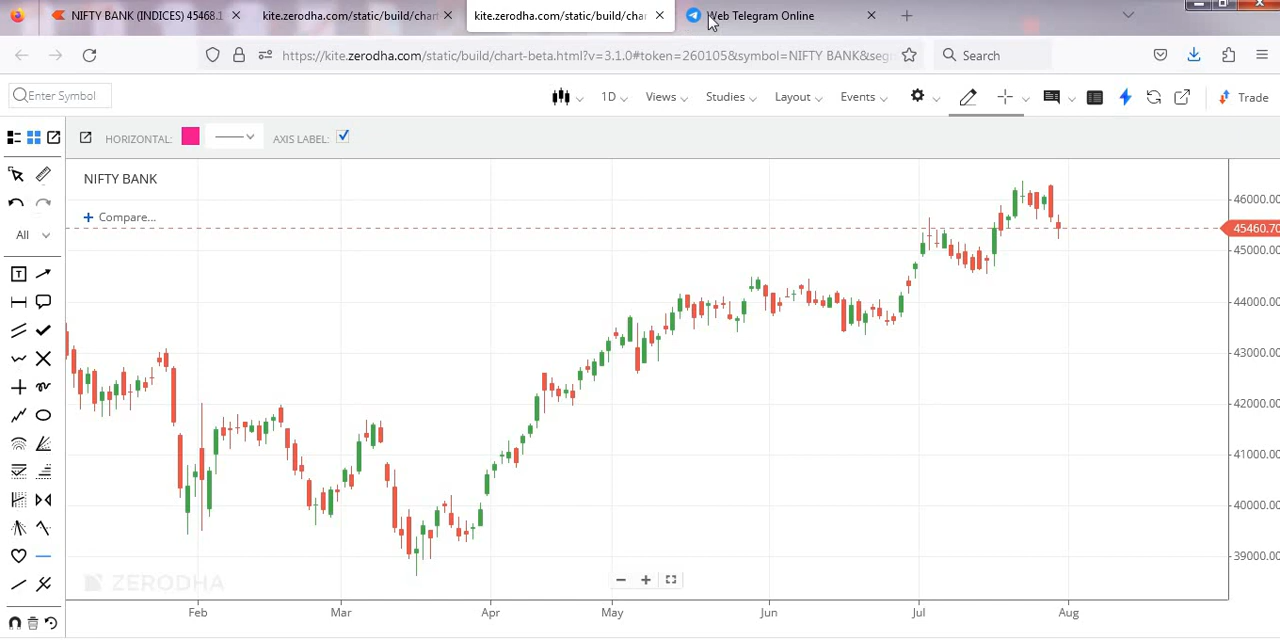 NIFTY BANK (INDICES) 45468.1
kite.zerodha.com/static/build/chart
kite.zerodha.com/static/build/char
Web Telegram Online
https://kite.zerodha.com/static/build/chart-beta.html?v=3.1.0#token=260105&symbol=NIFTY BANK&seg
Search
Enter Symbol
1D
Views
Studies
Layout
Events
Trade
HORIZONTAL:
AXIS LABEL:
NIFTY BANK
Compare...
All
T
46000.00
45460.70
45000.00
44000.00
43000.00
42000.00
41000.00
40000.00
39000.00
ZERODHA
Feb
Mar
Apr
May
Jun
Jul
Aug